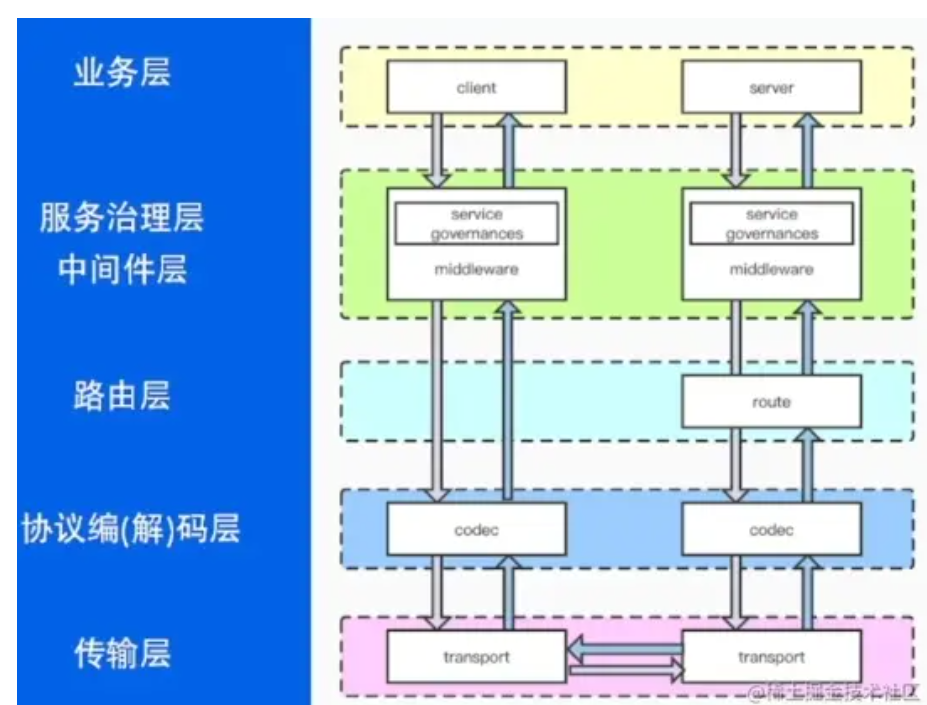 业务层
client
server
服务治理层
中间件层
service
governances
middleware
service
governances
middleware
路由层
route
协议编(解)码层
codec
codec
传输层
transport
transport
@稀土掘金技术社区